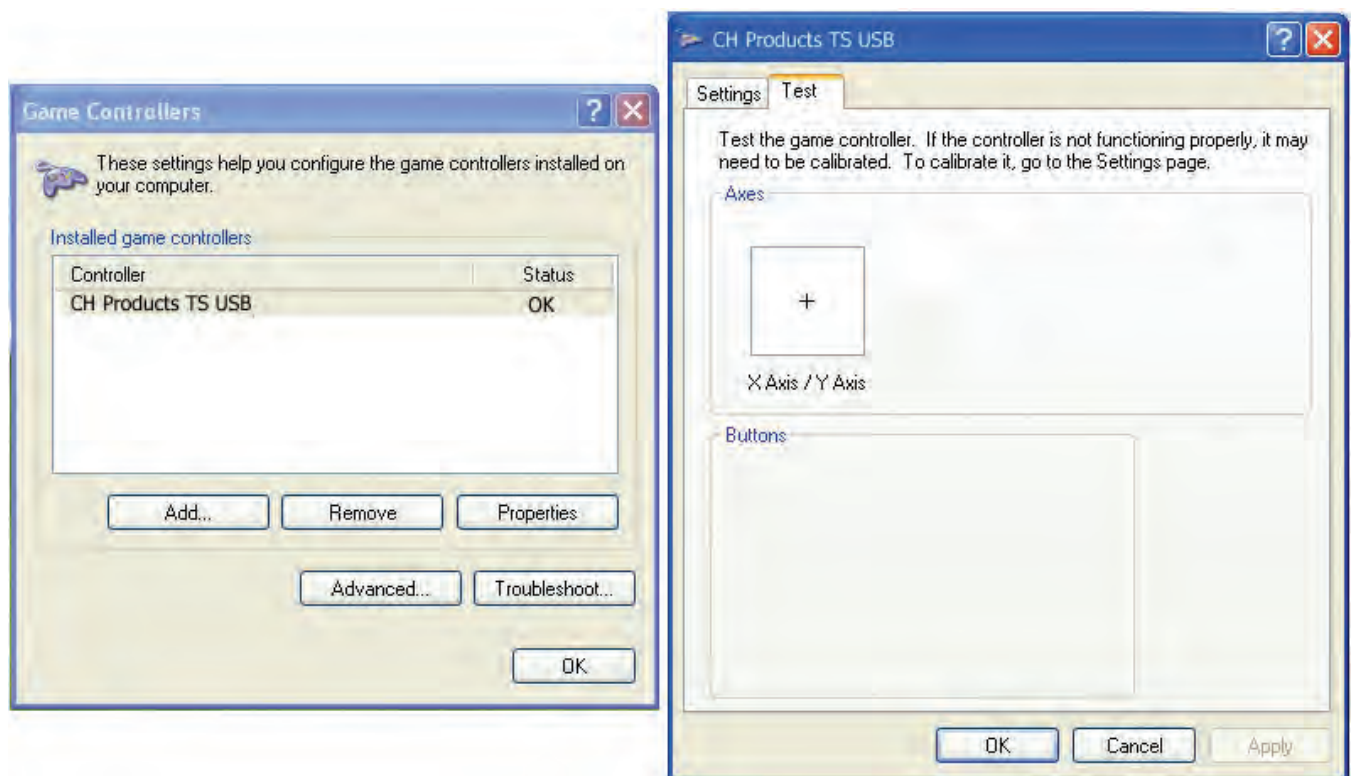 Game Controllers
These settings help you configure the game controllers installed on
your computer.
Installed game controllers
Controller Status
CH Products TS USB OK
Add... Remove Properties
Advanced... Troubleshoot...
OK
CH Products TS USB
Settings Test
Test the game controller. If the controller is not functioning properly, it may
need to be calibrated. To calibrate it, go to the Settings page.
Axes
X Axis / Y Axis
Buttons
OK Cancel Apply